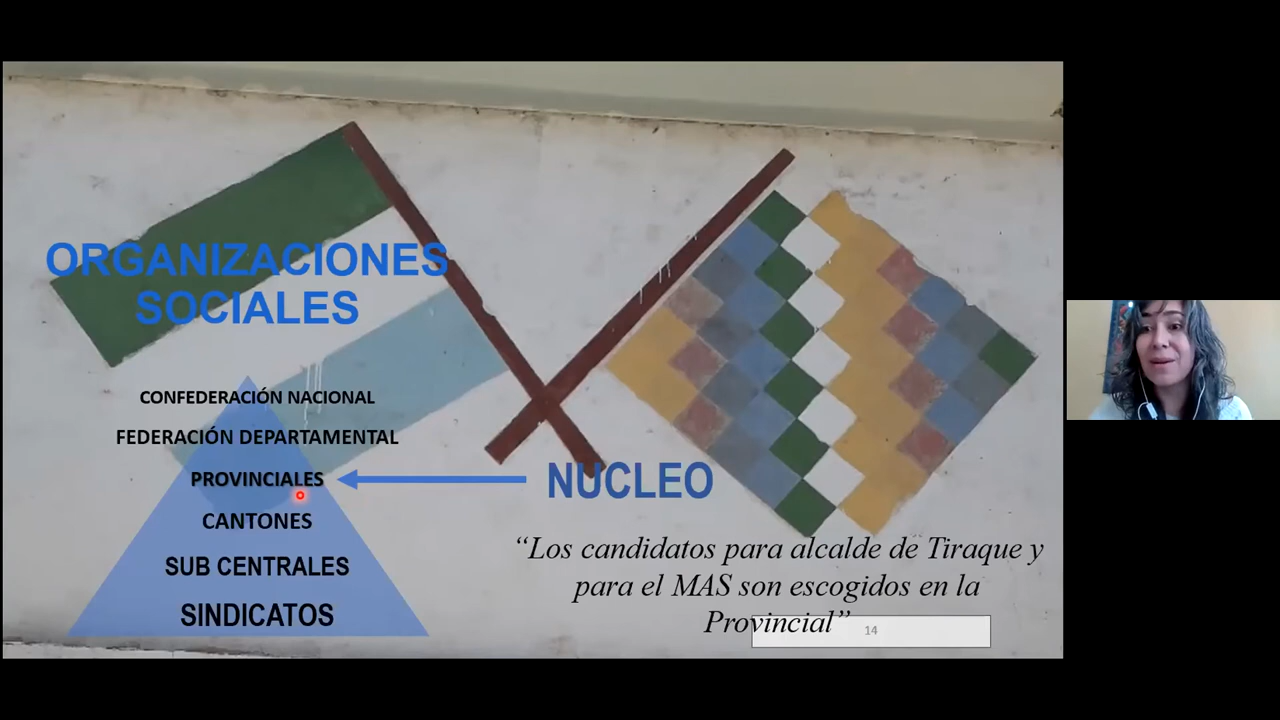 ORGANIZACIONES
SOCIALES
CONFEDERACIÓN NACIONAL
FEDERACIÓN DEPARTAMENTAL
PROVINCIALES
CANTONES
SUB CENTRALES
SINDICATOS
NUCLEO
“Los candidatos para alcalde de Tiraque y
para el MAS son escogidos en la
Provincial”
14